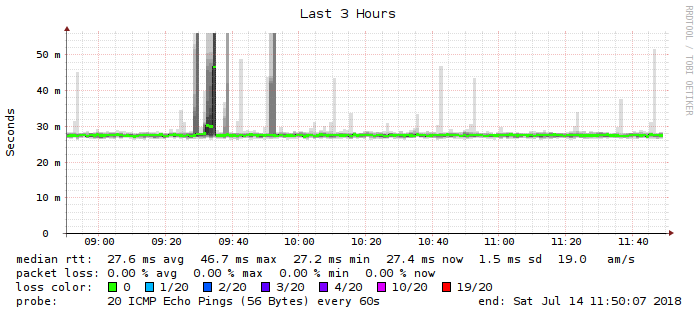 Last 3 Hours
RRDTOOL / TOBI OETIKER
Seconds
50 m
40 m
30 m
20 m
10 m
0
09:00 09:20 09:40 10:00 10:20 10:40 11:00 11:20 11:40
median rtt: 27.6 ms avg 46.7 ms max 27.2 ms min 27.4 ms now 1.5 ms sd 19.0 am/s
packet loss: 0.00 % avg 0.00 % max 0.00 % min 0.00 % now
loss color: 0 1/20 2/20 3/20 4/20 10/20 19/20
probe: 20 ICMP Echo Pings (56 Bytes) every 60s end: Sat Jul 14 11:50:07 2018